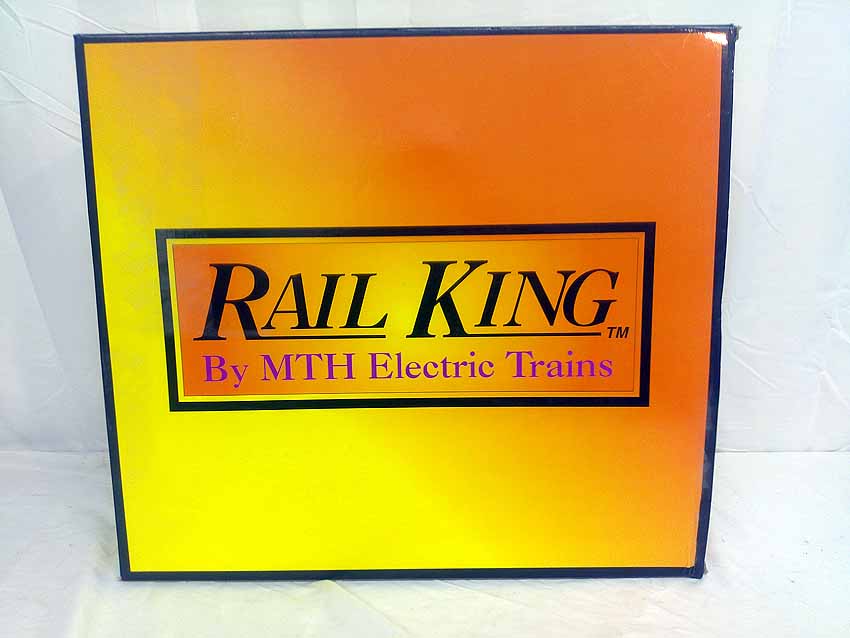 RAIL KING TM
By MTH Electric Trains